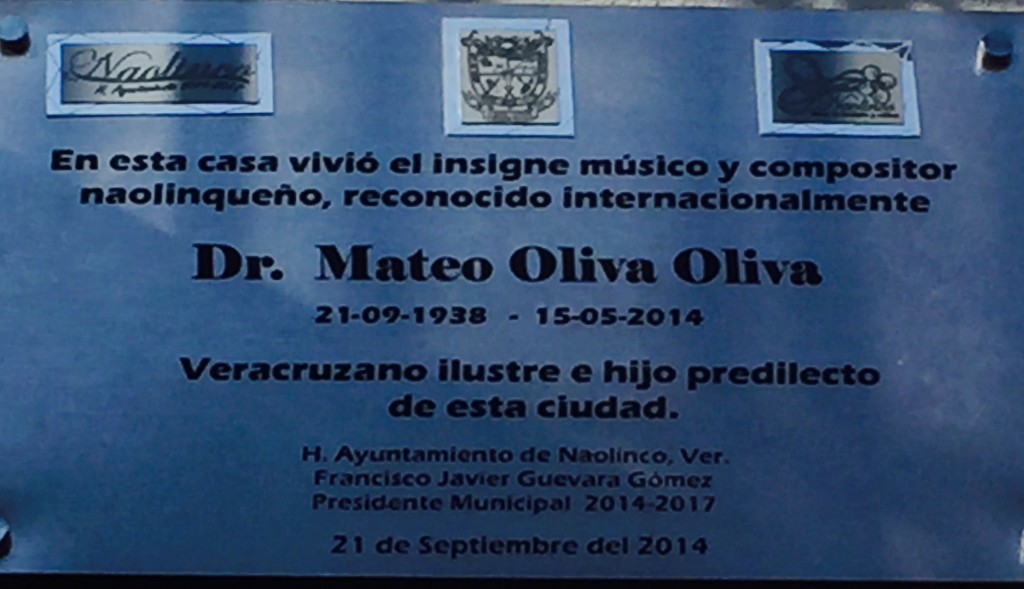 Naolinco
En esta casa vivió el insigne músico y compositor
naolinqueño, reconocido internacionalmente
Dr. Mateo Oliva Oliva
21-09-1938 - 15-05-2014
Veracruzano ilustre e hijo predilecto
de esta ciudad.
H. Ayuntamiento de Naolinco, Ver.
Francisco Javier Guevara Gómez
Presidente Municipal 2014-2017
21 de Septiembre del 2014